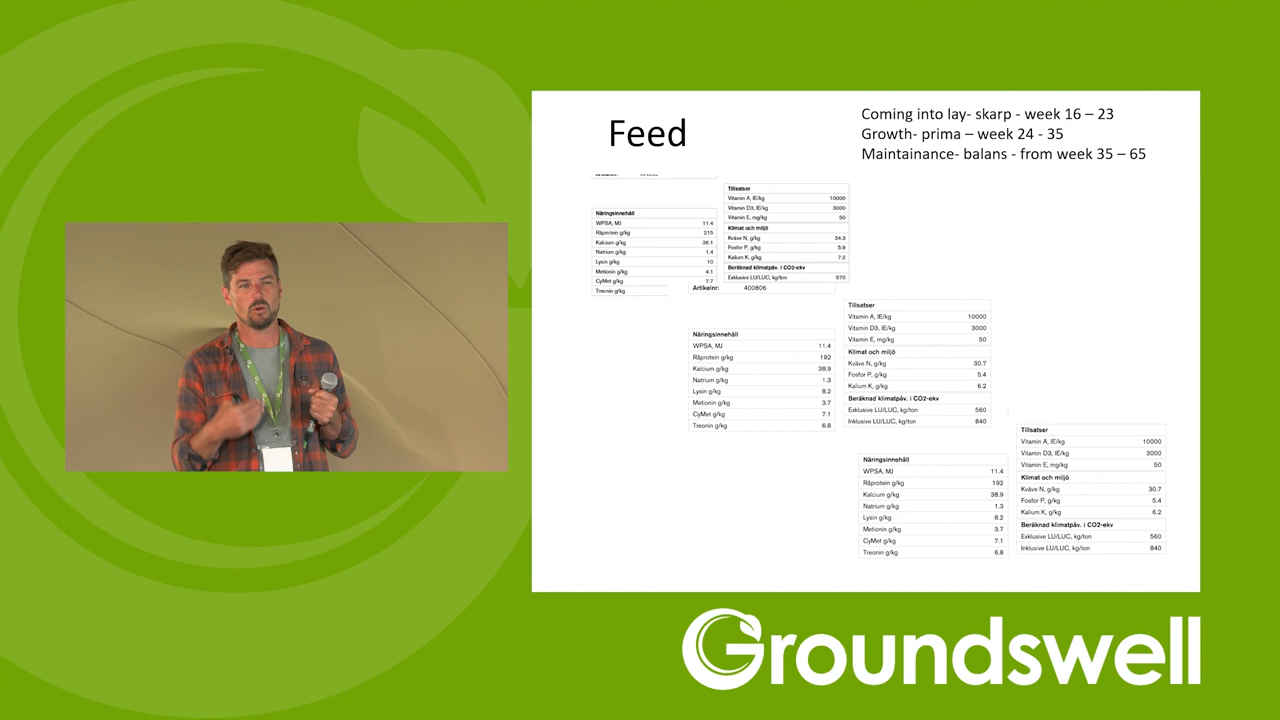 Feed
Coming into lay- skarp - week 16 – 23
Growth- prima – week 24 - 35
Maintainance- balans - from week 35 – 65
Näringsinnehåll
WPSA, MJ 11.4
Råprotein g/kg 215
Kalcium g/kg 36.1
Natrium g/kg 1.4
Lysin g/kg 10
Metionin g/kg 4.1
CyMet g/kg 7.7
Treonin g/kg
Tillsatser
Vitamin A, IE/kg 10000
Vitamin D3, IE/kg 3000
Vitamin E, mg/kg 50
Klimat och miljö
Kväve N, g/kg 34.3
Fosfor P, g/kg 5.9
Kalium K, g/kg 7.2
Beräknad klimatpåv. i CO2-ekv
Exklusive LU/LUC, kg/ton 570
Artikelnr: 400806
Näringsinnehåll
WPSA, MJ 11.4
Råprotein g/kg 192
Kalcium g/kg 38.9
Natrium g/kg 1.3
Lysin g/kg 8.2
Metionin g/kg 3.7
CyMet g/kg 7.1
Treonin g/kg 6.8
Tillsatser
Vitamin A, IE/kg 10000
Vitamin D3, IE/kg 3000
Vitamin E, mg/kg 50
Klimat och miljö
Kväve N, g/kg 30.7
Fosfor P, g/kg 5.4
Kalium K, g/kg 6.2
Beräknad klimatpåv. i CO2-ekv
Exklusive LU/LUC, kg/ton 560
Inklusive LU/LUC, kg/ton 840
Näringsinnehåll
WPSA, MJ 11.4
Råprotein g/kg 192
Kalcium g/kg 38.9
Natrium g/kg 1.3
Lysin g/kg 8.2
Metionin g/kg 3.7
CyMet g/kg 7.1
Treonin g/kg 6.8
Tillsatser
Vitamin A, IE/kg 10000
Vitamin D3, IE/kg 3000
Vitamin E, mg/kg 50
Klimat och miljö
Kväve N, g/kg 30.7
Fosfor P, g/kg 5.4
Kalium K, g/kg 6.2
Beräknad klimatpåv. i CO2-ekv
Exklusive LU/LUC, kg/ton 560
Inklusive LU/LUC, kg/ton 840
Groundswell